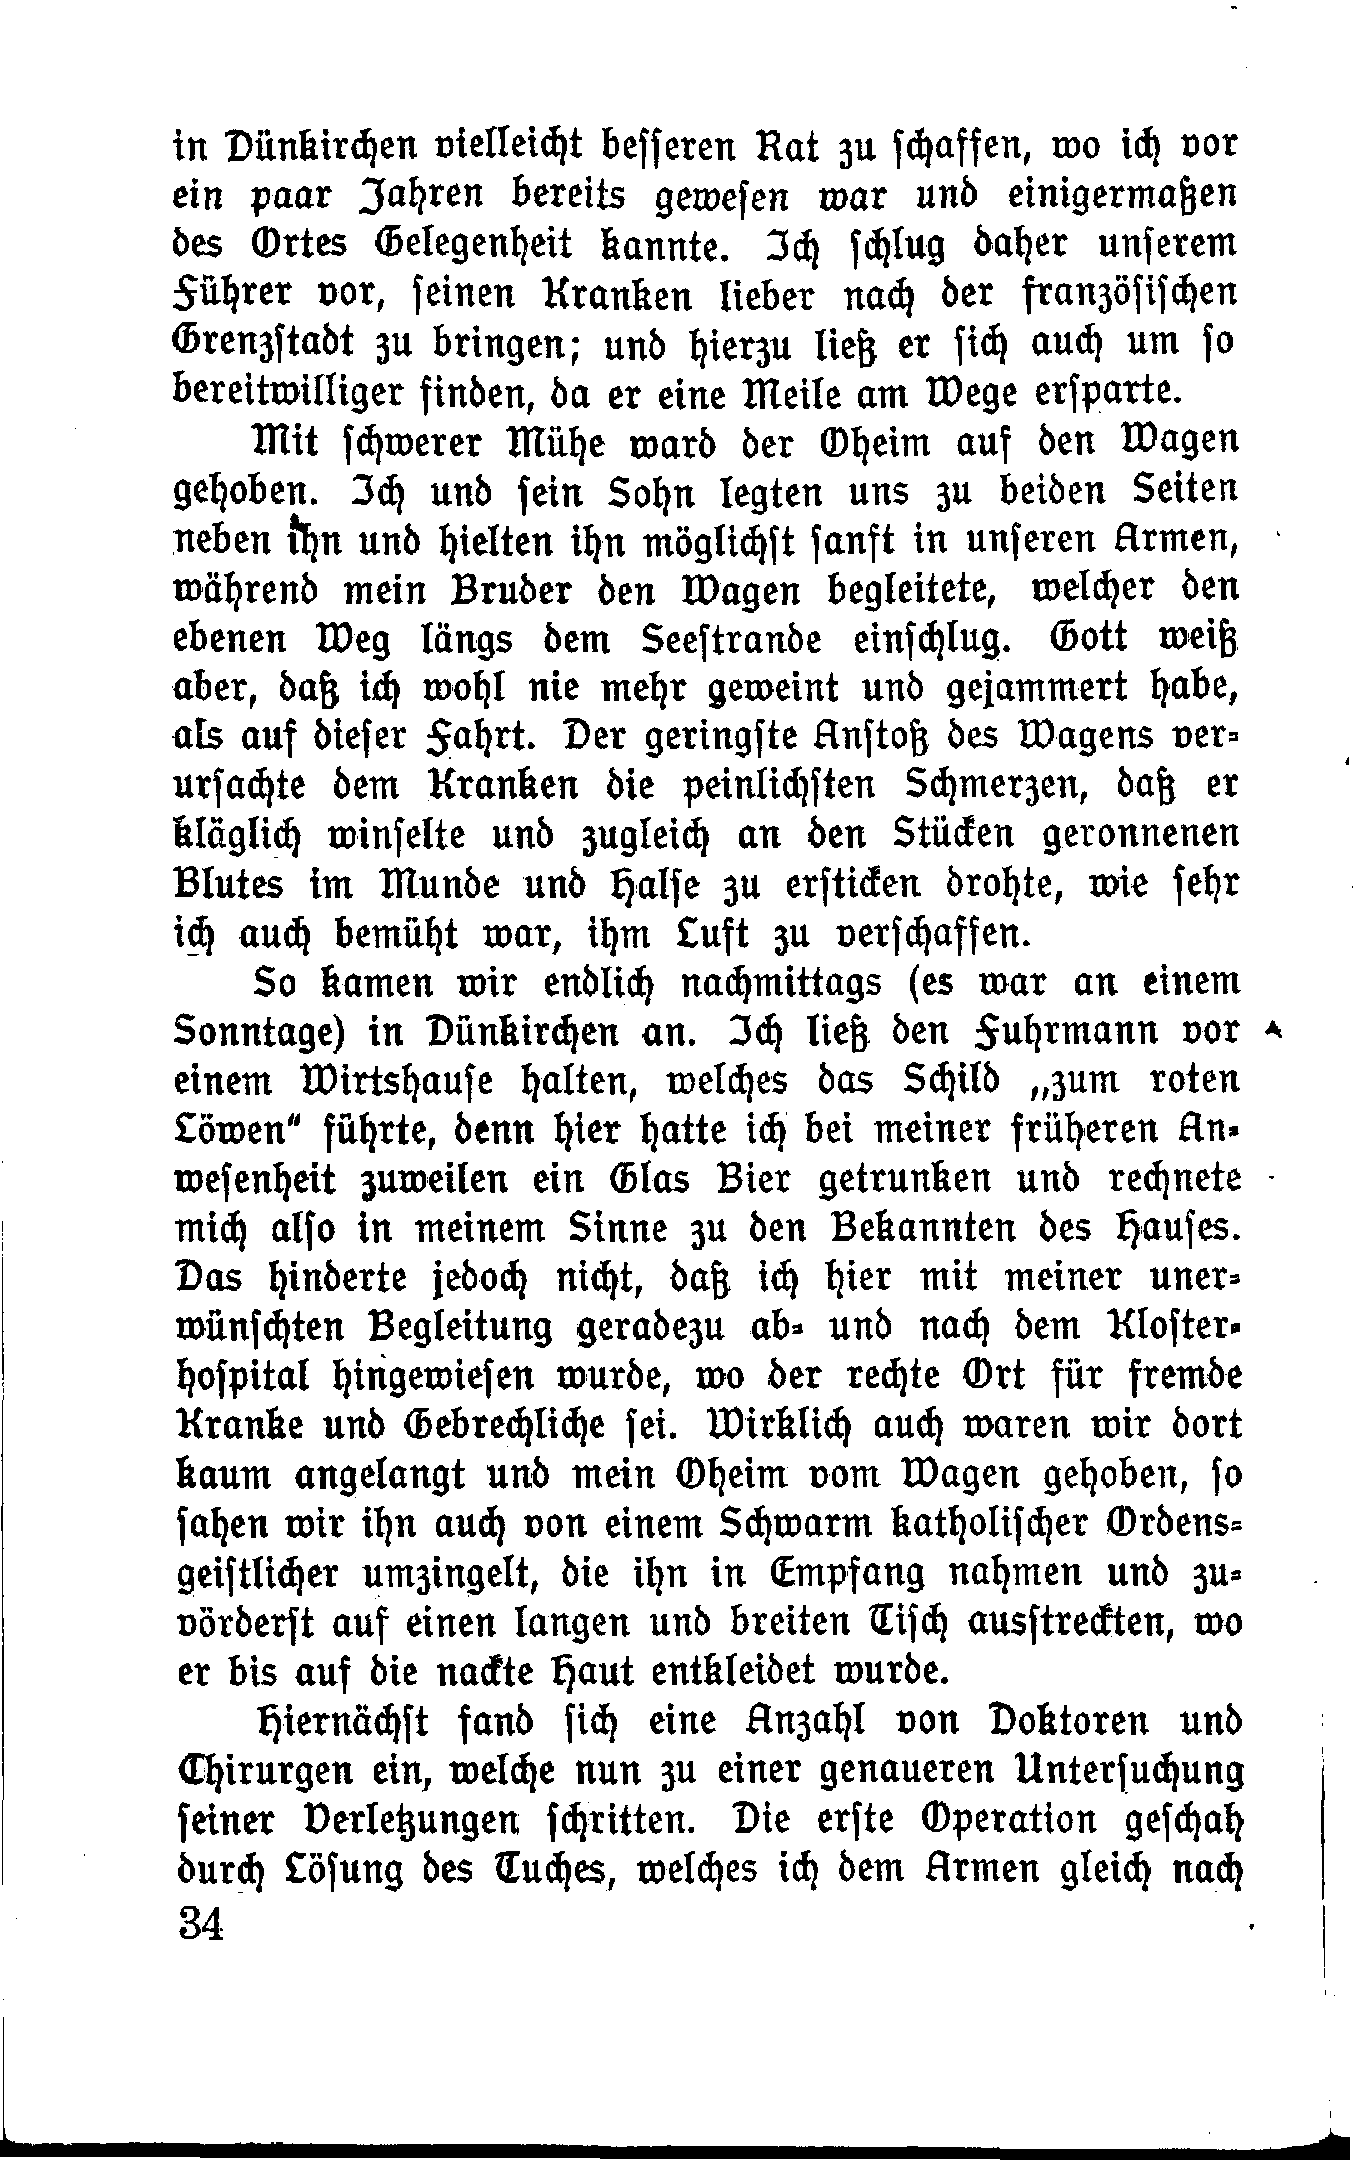 in Dünkirchen vielleicht besseren Rat zu schaffen, wo ich vor
ein paar Jahren bereits gewesen war und einigermaßen
des Ortes Gelegenheit kannte. Ich schlug daher unserem
Führer vor, seinen Kranken lieber nach der französischen
Grenzstadt zu bringen; und hierzu ließ er sich auch um so
bereitwilliger finden, da er eine Meile am Wege ersparte.
Mit schwerer Mühe ward der Oheim auf den Wagen
gehoben. Ich und sein Sohn legten uns zu beiden Seiten
neben ihn und hielten ihn möglichst sanft in unseren Armen,
während mein Bruder den Wagen begleitete, welcher den
ebenen Weg längs dem Seestrande einschlug. Gott weiß
aber, daß ich wohl nie mehr geweint und gejammert habe,
als auf dieser Fahrt. Der geringste Anstoß des Wagens ver-
ursachte dem Kranken die peinlichsten Schmerzen, daß er
kläglich winselte und zugleich an den Stücken geronnenen
Blutes im Munde und Halse zu ersticken drohte, wie sehr
ich auch bemüht war, ihm Luft zu verschaffen.
So kamen wir endlich nachmittags (es war an einem
Sonntage) in Dünkirchen an. Ich ließ den Fuhrmann vor
einem Wirtshause halten, welches das Schild „zum roten
Löwen“ führte, denn hier hatte ich bei meiner früheren An-
wesenheit zuweilen ein Glas Bier getrunken und rechnete
mich also in meinem Sinne zu den Bekannten des Hauses.
Das hinderte jedoch nicht, daß ich hier mit meiner uner-
wünschten Begleitung geradezu ab- und nach dem Kloster-
hospital hingewiesen wurde, wo der rechte Ort für fremde
Kranke und Gebrechliche sei. Wirklich auch waren wir dort
kaum angelangt und mein Oheim vom Wagen gehoben, so
sahen wir ihn auch von einem Schwarm katholischer Ordens-
geistlicher umzingelt, die ihn in Empfang nahmen und zu-
vörderst auf einen langen und breiten Tisch ausstreckten, wo
er bis auf die nackte Haut entkleidet wurde.
Hiernächst fand sich eine Anzahl von Doktoren und
Chirurgen ein, welche nun zu einer genaueren Untersuchung
seiner Verletzungen schritten. Die erste Operation geschah
durch Lösung des Tuches, welches ich dem Armen gleich nach
34